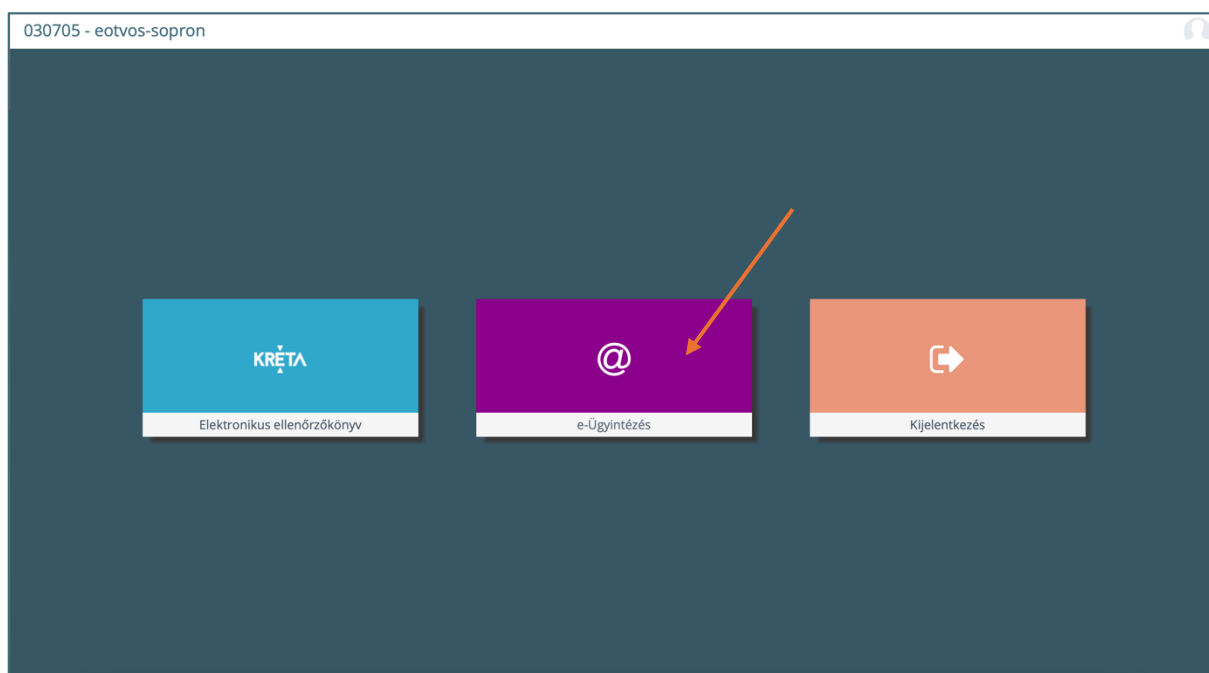 030705 - eotvos-sopron
KRÉTA
@
Elektronikus ellenőrzőkönyv
e-Ügyintézés
Kijelentkezés